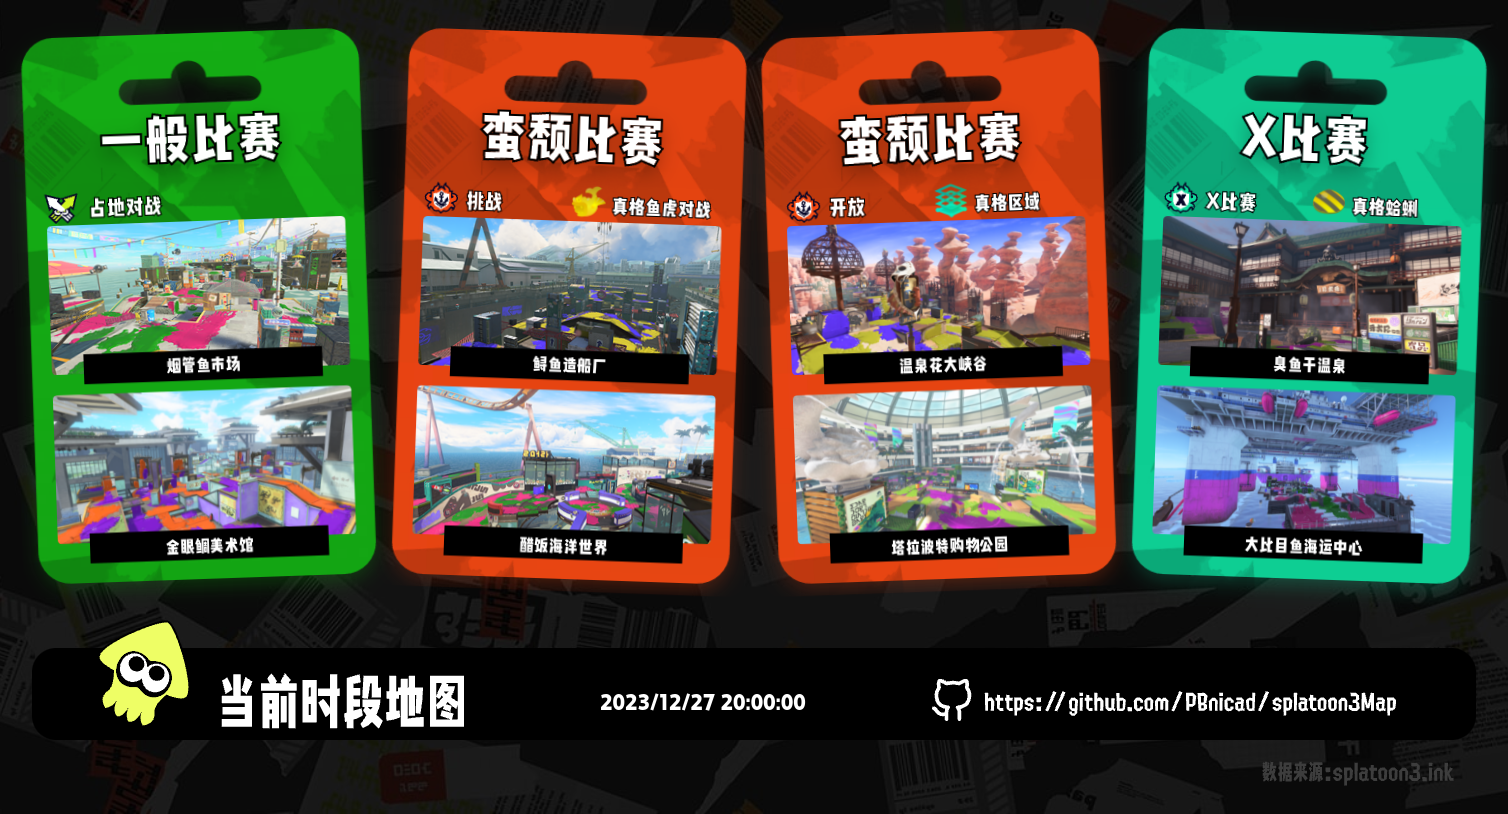 一般比赛
占地对战
烟管鱼市场
金眼鲷美术馆
蛮颓比赛
挑战
真格鱼虎对战
鲟鱼造船厂
醋饭海洋世界
蛮颓比赛
开放
真格区域
温泉花大峡谷
塔拉波特购物公园
X比赛
X比赛
真格蛤蜊
臭鱼干温泉
大比目鱼海运中心
当前时段地图
2023/12/27 20:00:00
https://github.com/PBnicad/splatoon3Map
数据来源:splatoon3.ink